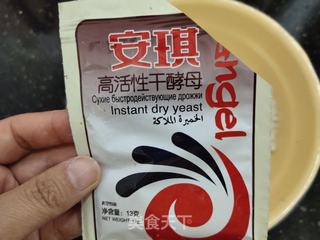 安琪
高活性干酵母
Сухие быстродействующие дрожжи
Instant dry yeast
الخميرة الملاكة
angel
净含量: 13克
美食天下